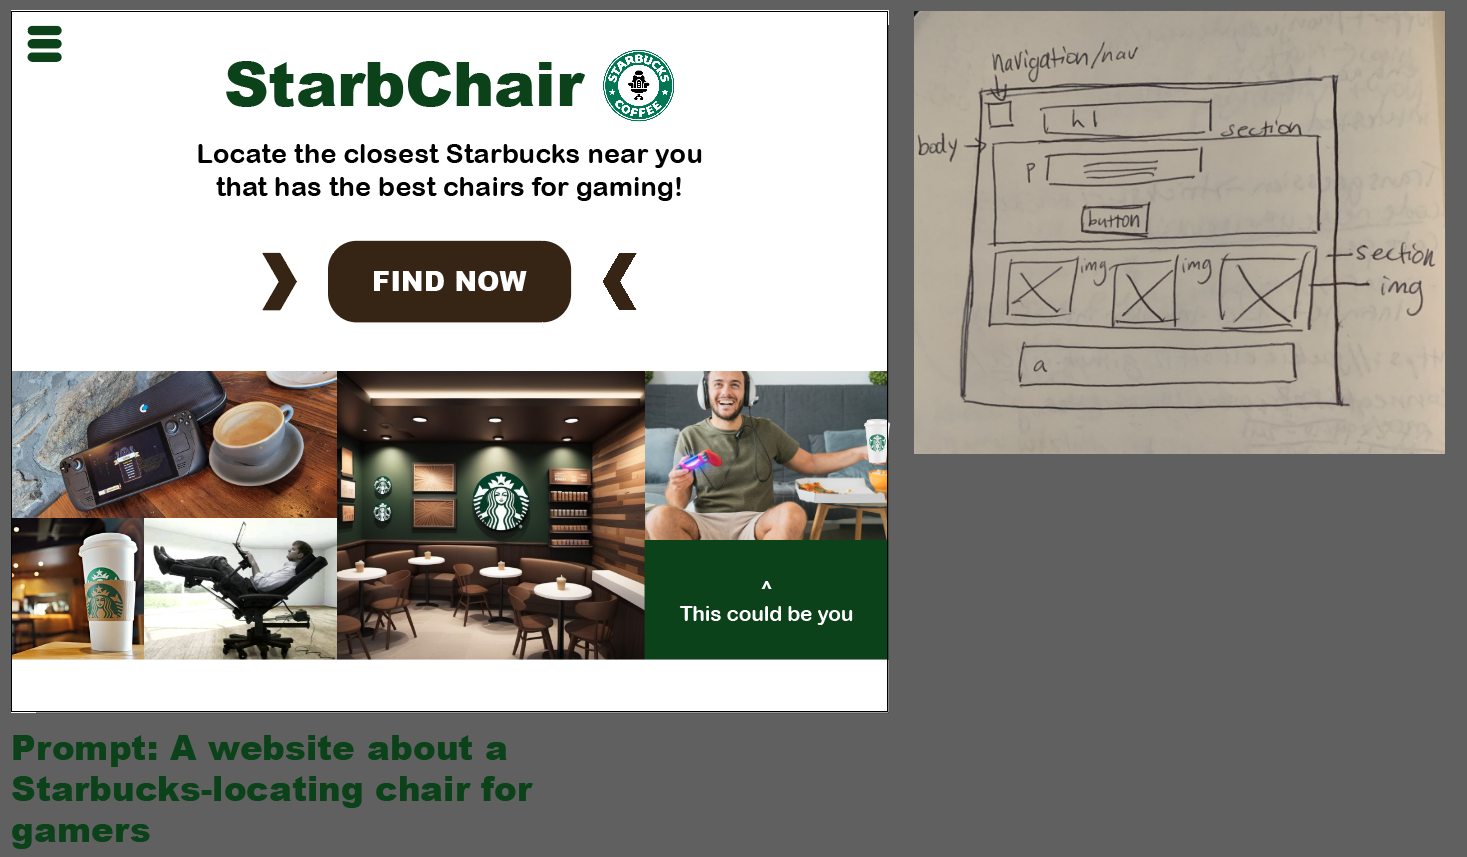 StarbChair
STARBUCKS
COFFEE
Locate the closest Starbucks near you
that has the best chairs for gaming!
FIND NOW
^
This could be you
Prompt: A website about a
Starbucks-locating chair for
gamers
navigation/nav
h1
section
body
p
button
img
img
section
img
a